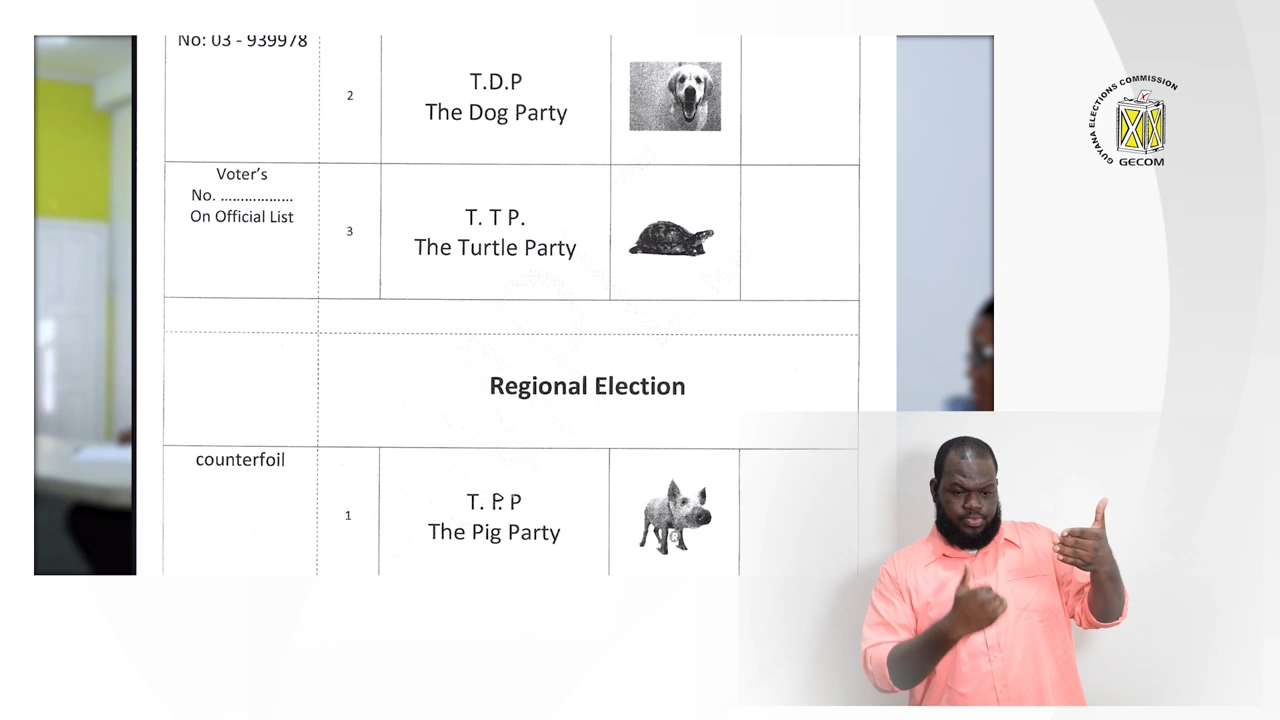 No: 03 - 939978
2
T.D.P
The Dog Party
Voter's
No. ..................
On Official List
3
T. T P.
The Turtle Party
Regional Election
counterfoil
1
T. P. P
The Pig Party
GUYANA ELECTIONS COMMISSION
GECOM